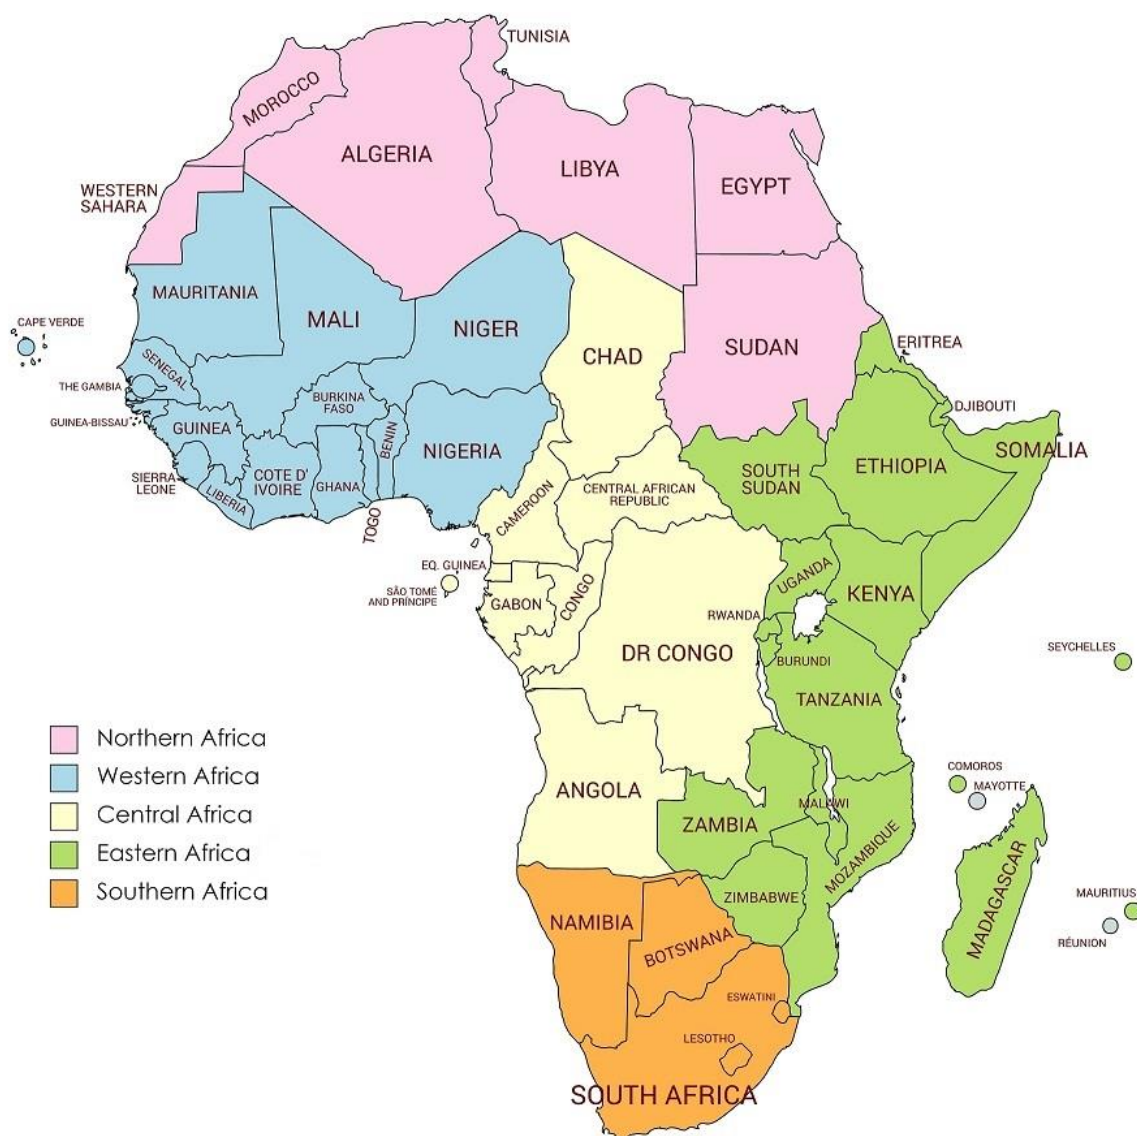 TUNISIA
MOROCCO
ALGERIA
LIBYA
EGYPT
WESTERN
SAHARA
MAURITANIA
MALI
NIGER
CHAD
SUDAN
ERITREA
CAPE VERDE
SENEGAL
THE GAMBIA
GUINEA-BISSAU
GUINEA
SIERRA
LEONE
LIBERIA
COTE D'
IVOIRE
BURKINA
FASO
GHANA
TOGO
BENIN
NIGERIA
CAMEROON
CENTRAL AFRICAN
REPUBLIC
SOUTH
SUDAN
ETHIOPIA
DJIBOUTI
SOMALIA
EQ. GUINEA
SÃO TOMÉ
AND PRÍNCIPE
GABON
CONGO
DR CONGO
UGANDA
KENYA
RWANDA
BURUNDI
TANZANIA
SEYCHELLES
ANGOLA
ZAMBIA
MALAWI
MOZAMBIQUE
COMOROS
MAYOTTE
MADAGASCAR
MAURITIUS
RÉUNION
ZIMBABWE
NAMIBIA
BOTSWANA
ESWATINI
LESOTHO
SOUTH AFRICA
Northern Africa
Western Africa
Central Africa
Eastern Africa
Southern Africa